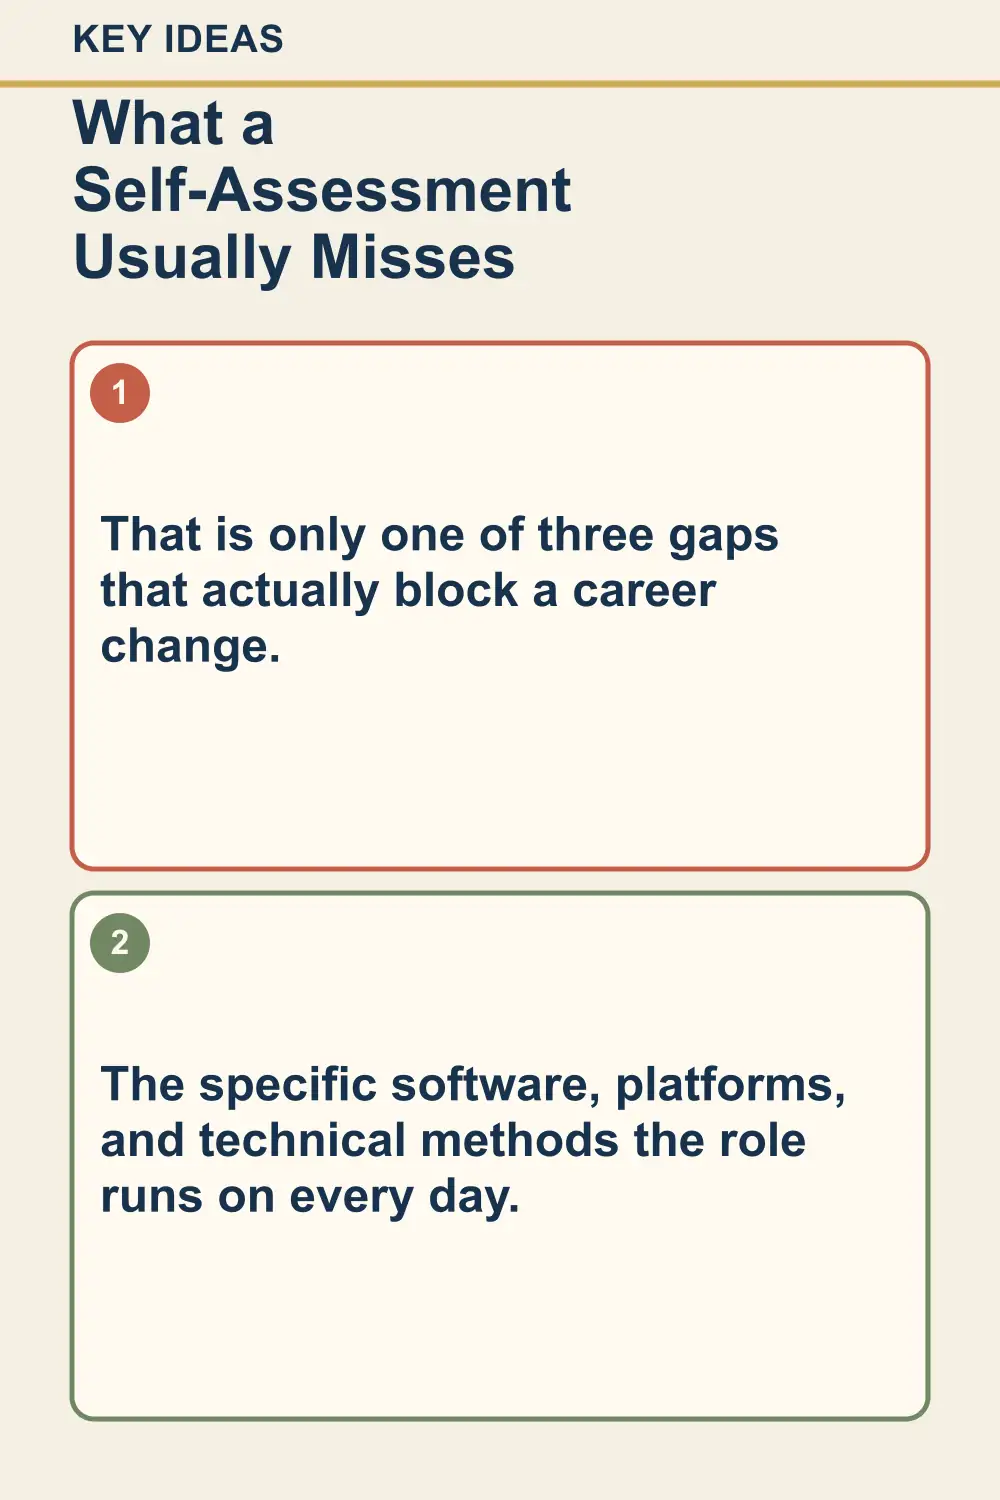 KEY IDEAS
What a
Self-Assessment
Usually Misses
1
That is only one of three gaps
that actually block a career
change.
2
The specific software, platforms,
and technical methods the role
runs on every day.